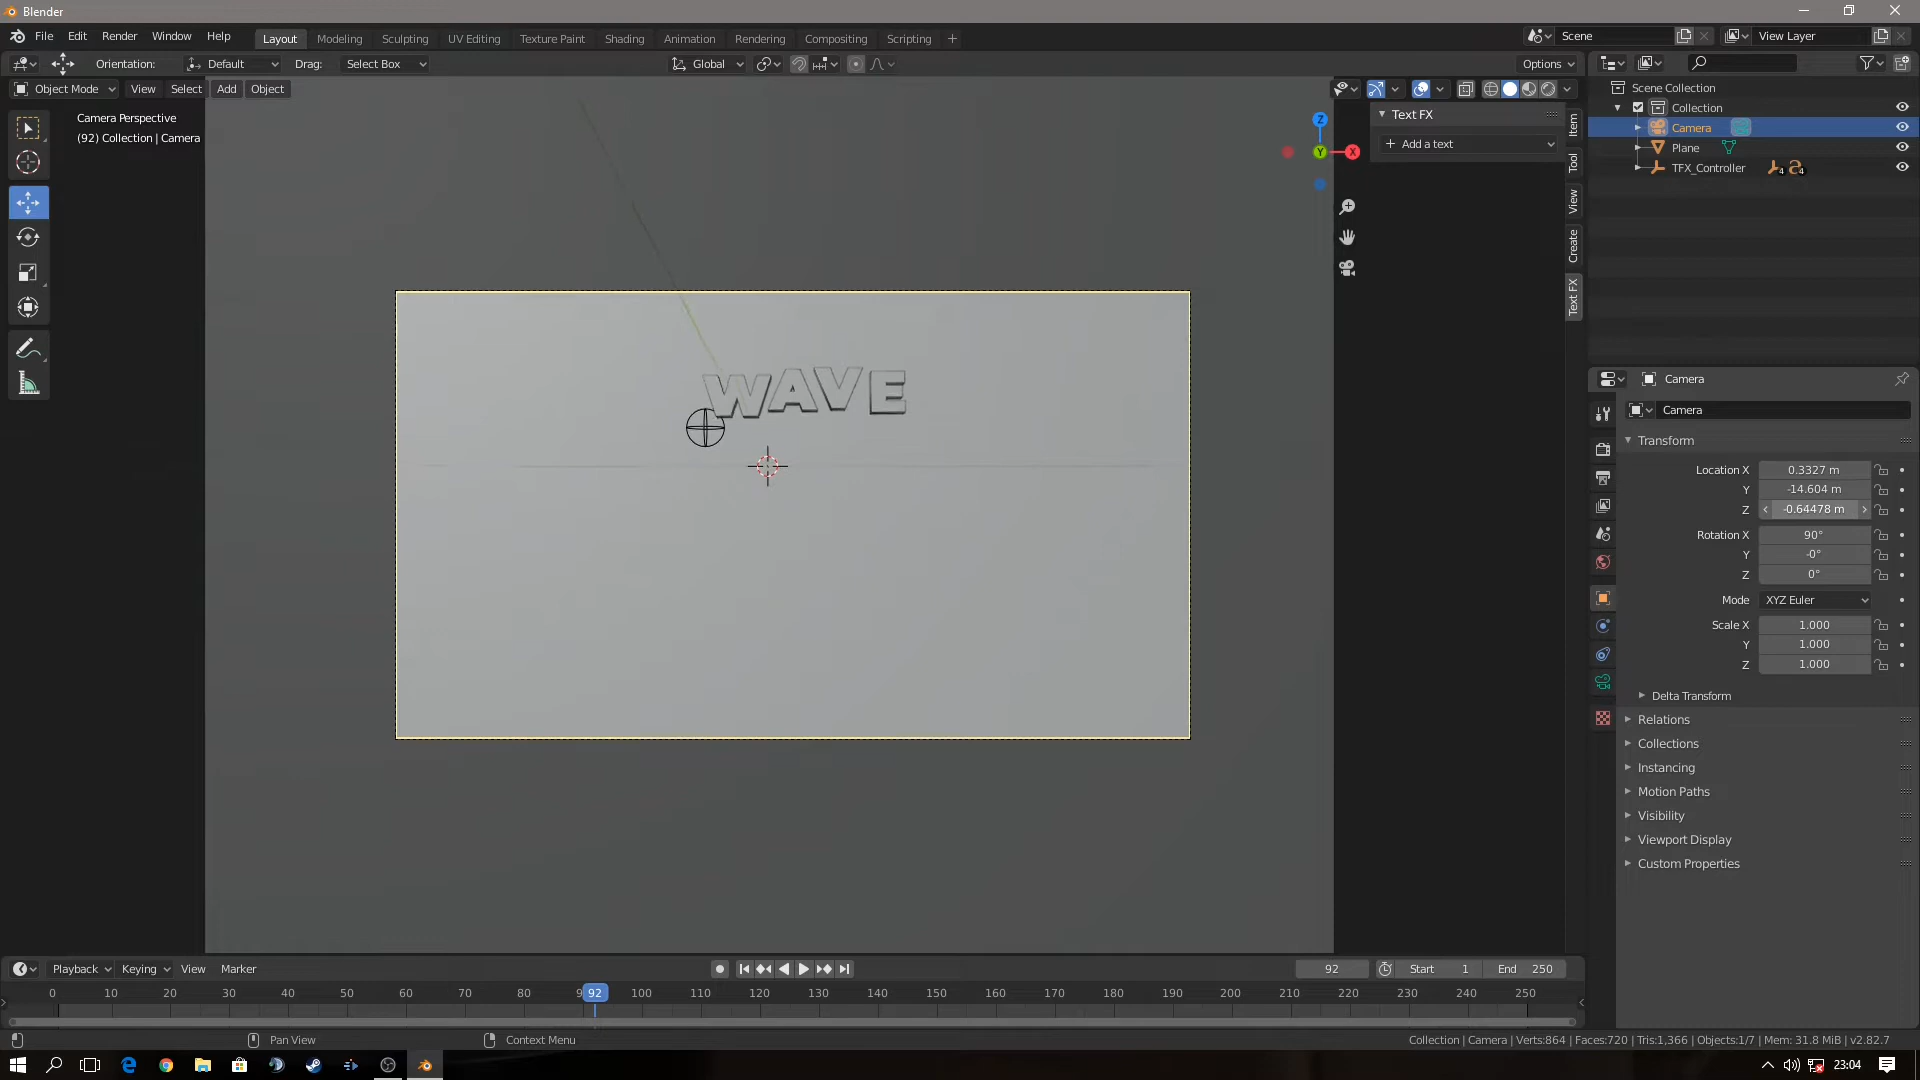 Blender
File Edit Render Window Help
Layout Modeling Sculpting UV Editing Texture Paint Shading Animation Rendering Compositing Scripting +
Scene View Layer
Orientation: Default Drag: Select Box Global Options
Object Mode View Select Add Object
Camera Perspective
(92) Collection | Camera
Z
Y X
Text FX
+ Add a text
Item
Tool
View
Create
Text FX
WAVE
Scene Collection
Collection
Camera
Plane
TFX_Controller 4 4
Camera
Camera
Transform
Location X 0.3327 m
Y -14.604 m
Z -0.64478 m
Rotation X 90°
Y -0°
Z 0°
Mode XYZ Euler
Scale X 1.000
Y 1.000
Z 1.000
Delta Transform
Relations
Collections
Instancing
Motion Paths
Visibility
Viewport Display
Custom Properties
Playback Keying View Marker 92 Start 1 End 250
0 10 20 30 40 50 60 70 80 9 92 100 110 120 130 140 150 160 170 180 190 200 210 220 230 240 250
Pan View Context Menu Collection | Camera | Verts:864 | Faces:720 | Tris:1,366 | Objects:1/7 | Mem: 31.8 MiB | v2.82.7
23:04